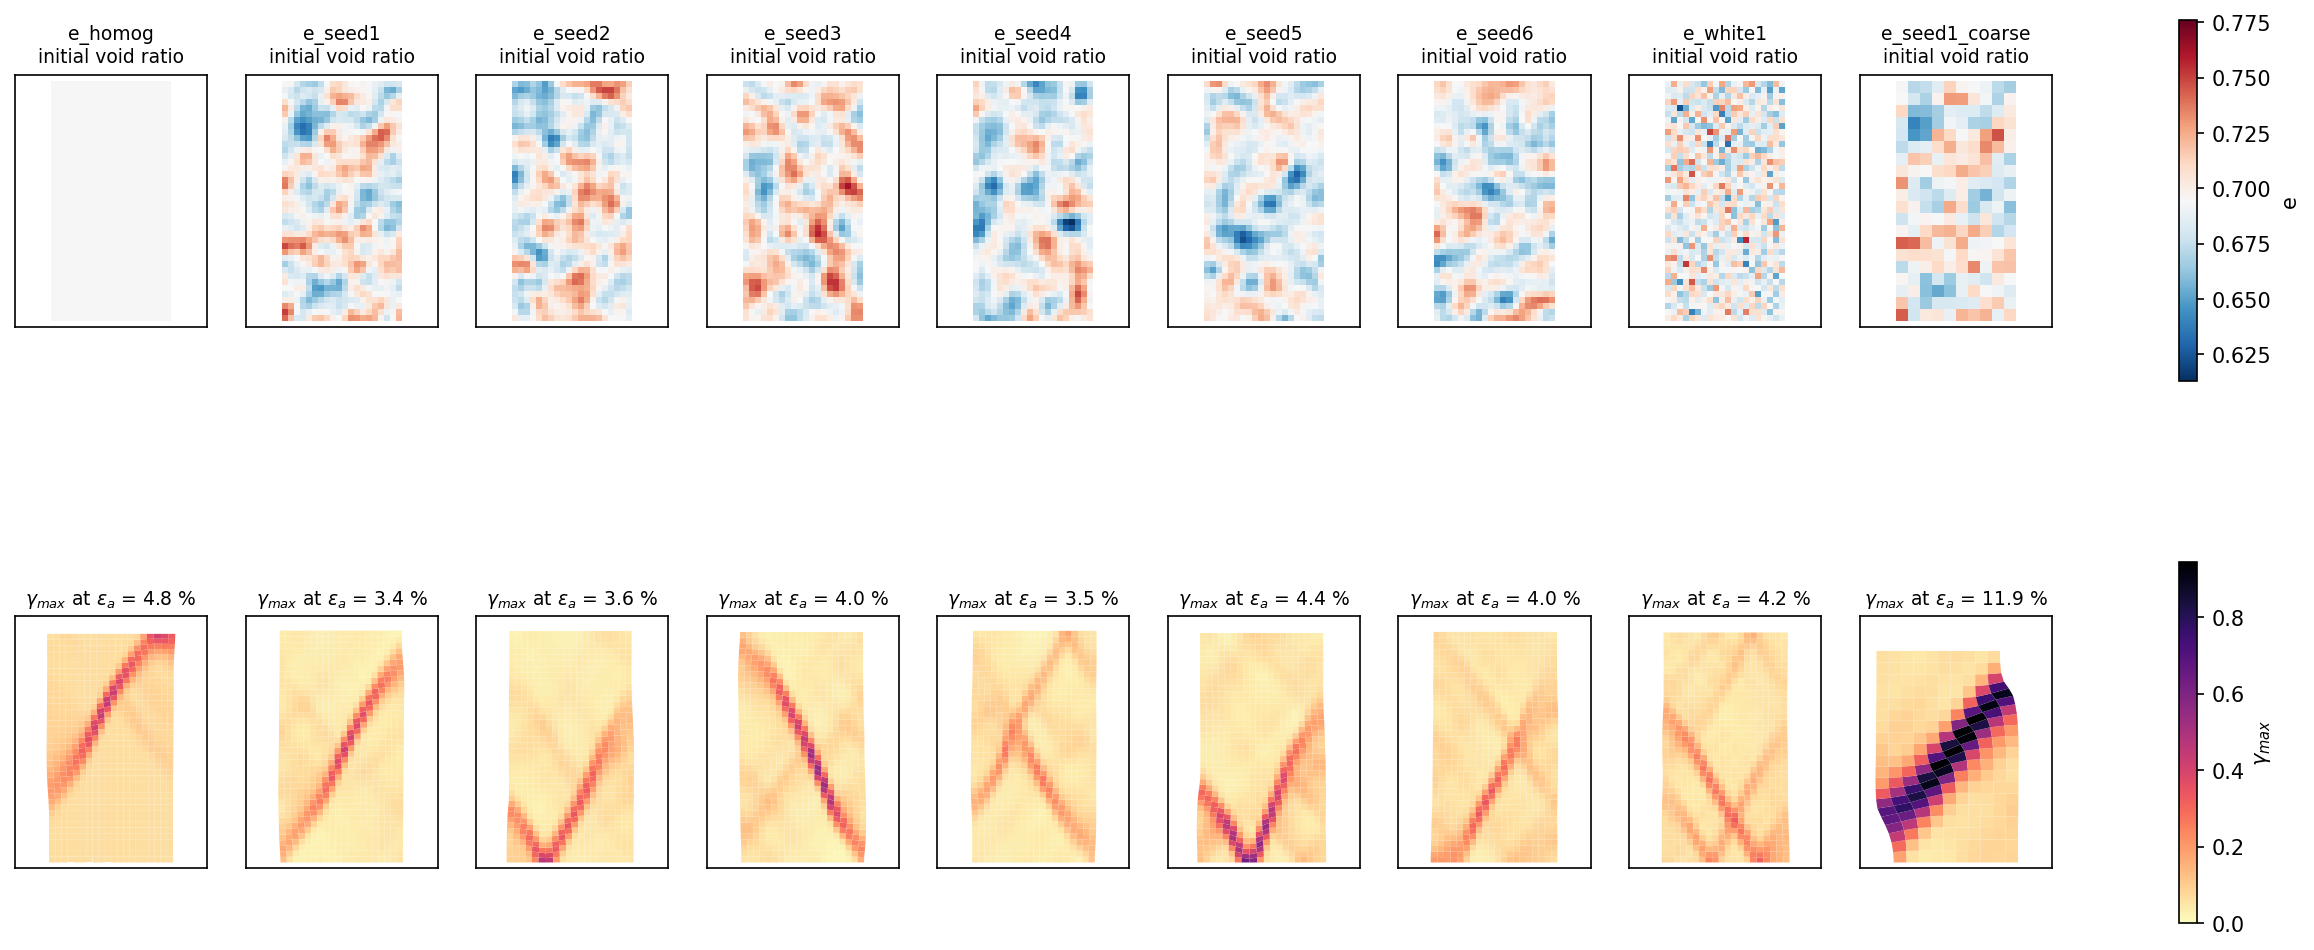 e_homog
initial void ratio
e_seed1
initial void ratio
e_seed2
initial void ratio
e_seed3
initial void ratio
e_seed4
initial void ratio
e_seed5
initial void ratio
e_seed6
initial void ratio
e_white1
initial void ratio
e_seed1_coarse
initial void ratio
0.775
0.750
0.725
0.700
0.675
0.650
0.625
e
γmax at εa = 4.8 %
γmax at εa = 3.4 %
γmax at εa = 3.6 %
γmax at εa = 4.0 %
γmax at εa = 3.5 %
γmax at εa = 4.4 %
γmax at εa = 4.0 %
γmax at εa = 4.2 %
γmax at εa = 11.9 %
0.8
0.6
0.4
0.2
0.0
γmax